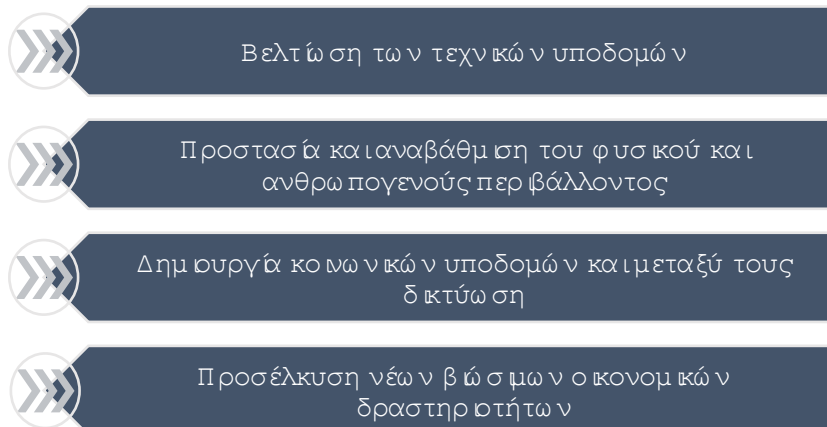 Βελτίωση των τεχνικών υποδομών
Προστασία και αναβάθμιση του φυσικού και
ανθρωπογενούς περιβάλλοντος
Δημιουργία κοινωνικών υποδομών και μεταξύ τους
δικτύωση
Προσέλκυση νέων βιώσιμων οικονομικών
δραστηριοτήτων